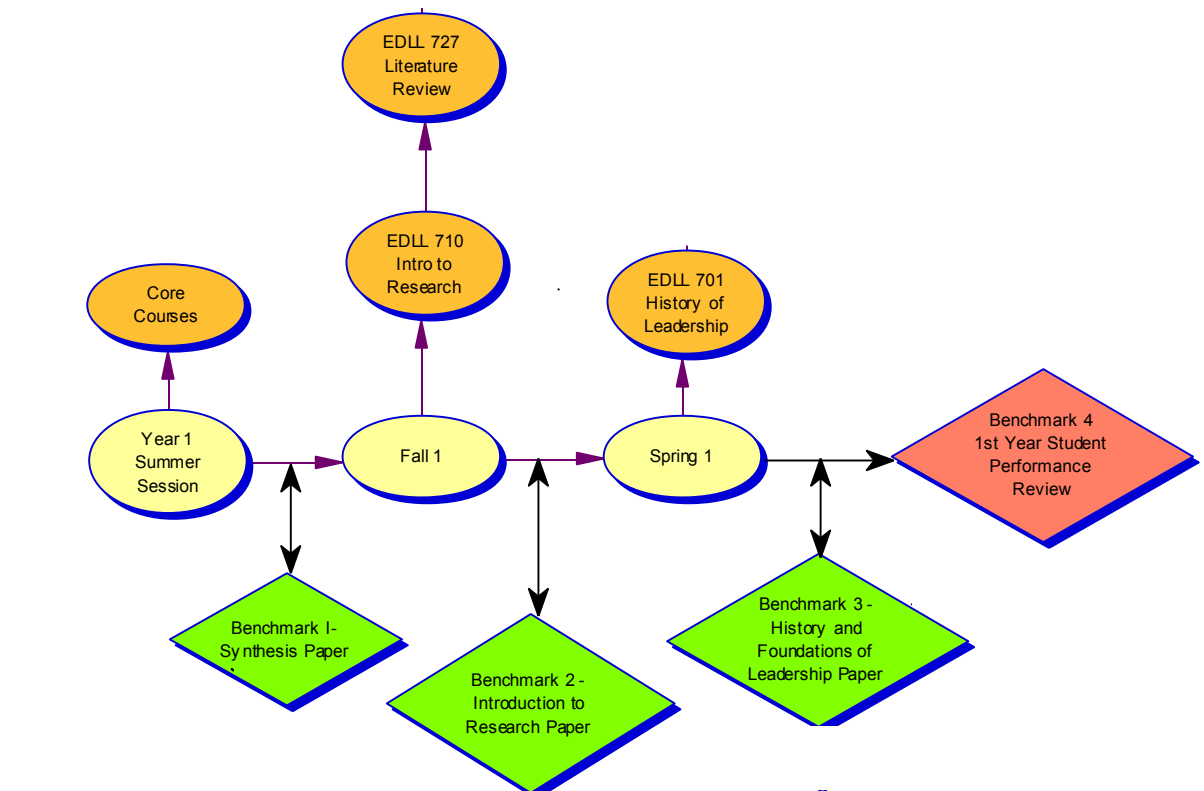 EDLL 727
Literature
Review
EDLL 710
Intro to
Research
EDLL 701
History of
Leadership
Core
Courses
Year 1
Summer
Session
Fall 1
Spring 1
Benchmark 4
1st Year Student
Performance
Review
Benchmark I-
Synthesis Paper
Benchmark 2 -
Introduction to
Research Paper
Benchmark 3 -
History and
Foundations of
Leadership Paper